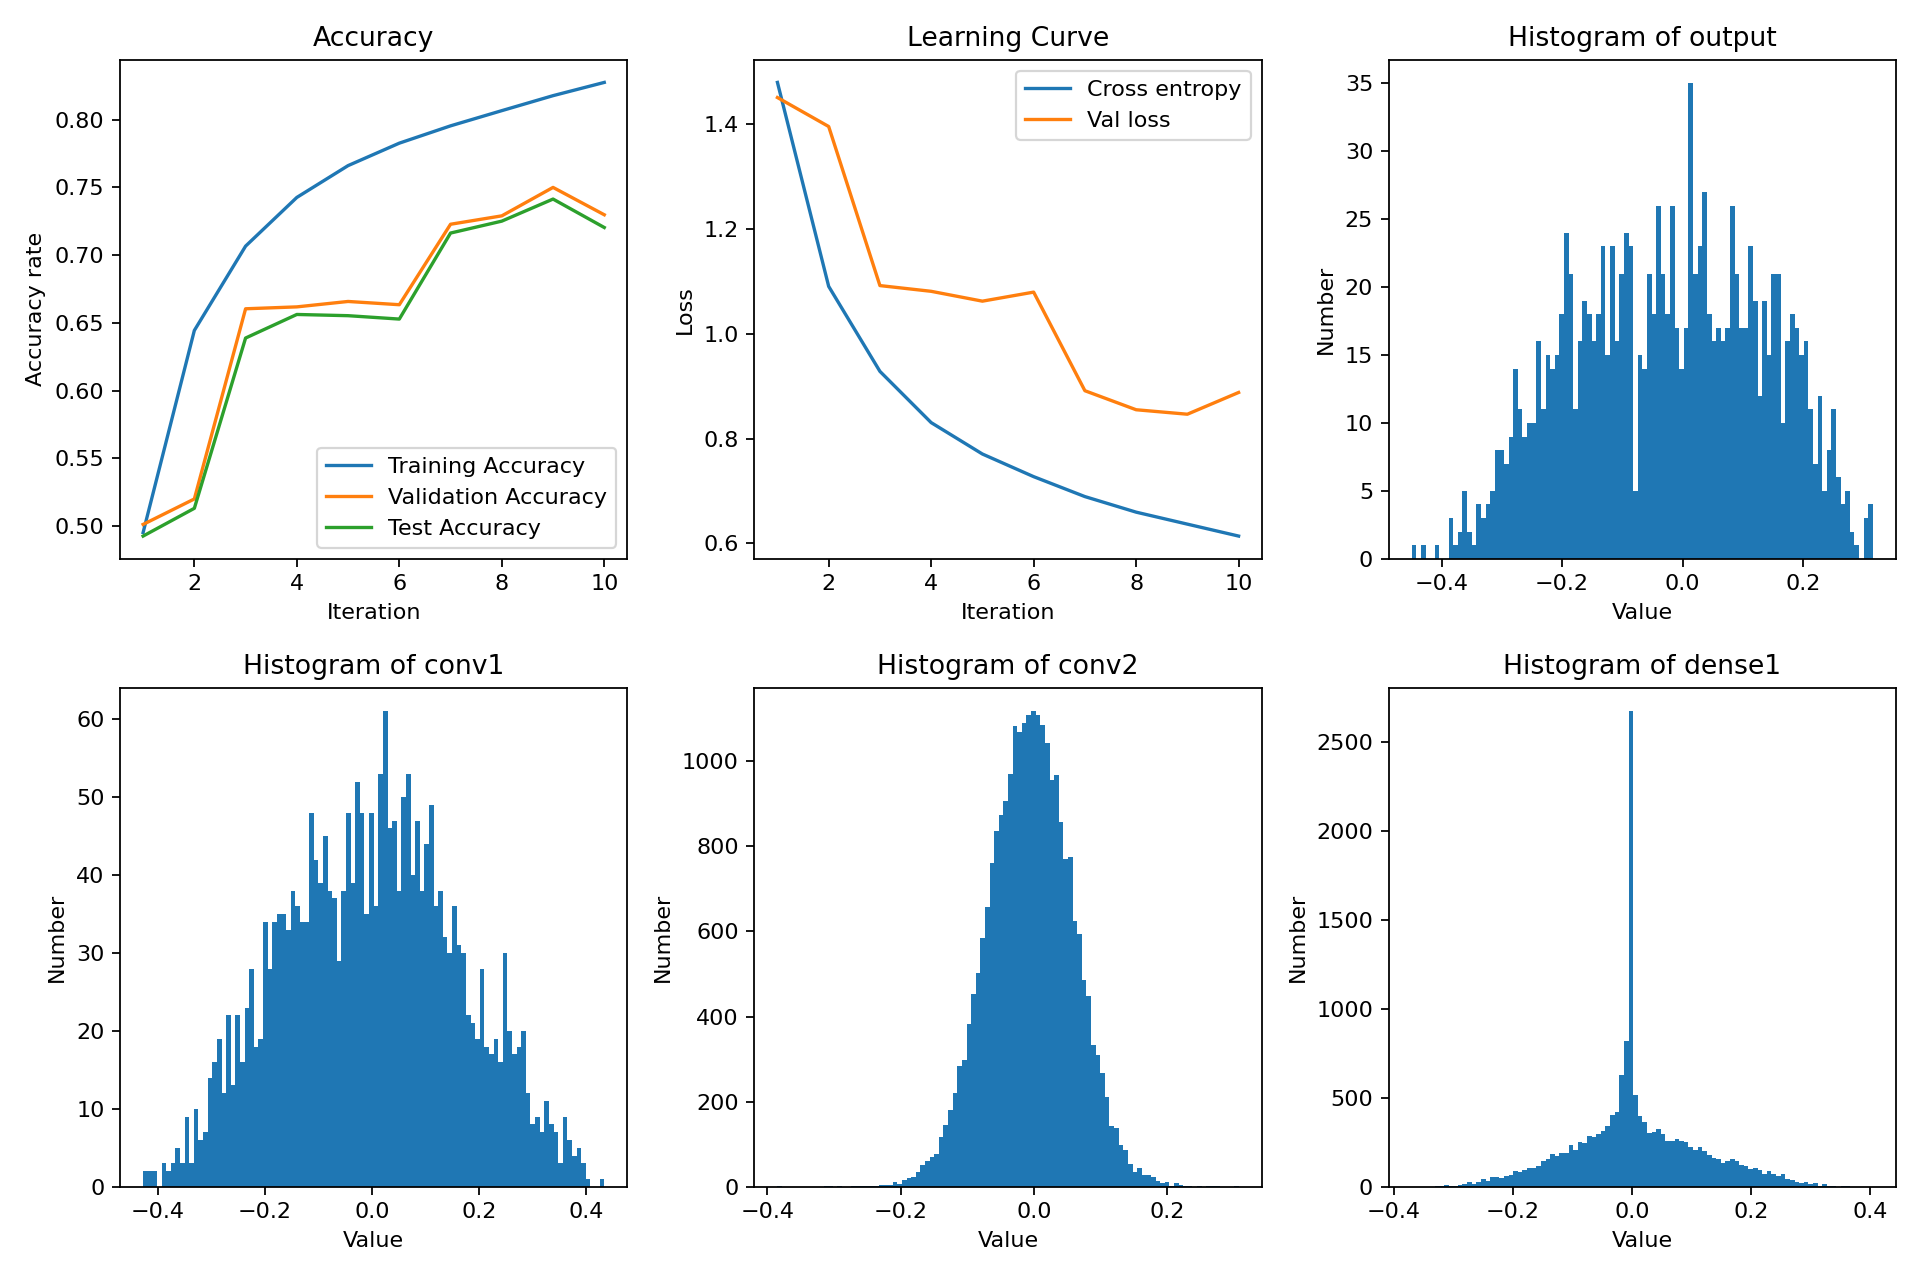 Accuracy
Accuracy rate
0.80
0.75
0.70
0.65
0.60
0.55
0.50
Training Accuracy
Validation Accuracy
Test Accuracy
2 4 6 8 10
Iteration
Learning Curve
Loss
1.4
1.2
1.0
0.8
0.6
Cross entropy
Val loss
2 4 6 8 10
Iteration
Histogram of output
Number
35
30
25
20
15
10
5
0
−0.4 −0.2 0.0 0.2
Value
Histogram of conv1
Number
60
50
40
30
20
10
0
−0.4 −0.2 0.0 0.2 0.4
Value
Histogram of conv2
Number
1000
800
600
400
200
0
−0.4 −0.2 0.0 0.2
Value
Histogram of dense1
Number
2500
2000
1500
1000
500
0
−0.4 −0.2 0.0 0.2 0.4
Value